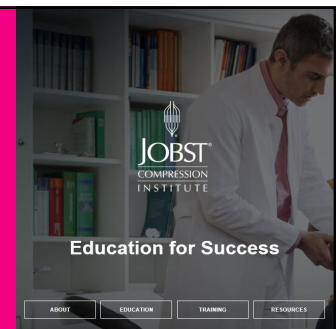 JOBST®
COMPRESSION
INSTITUTE
Education for Success
ABOUT
EDUCATION
TRAINING
RESOURCES